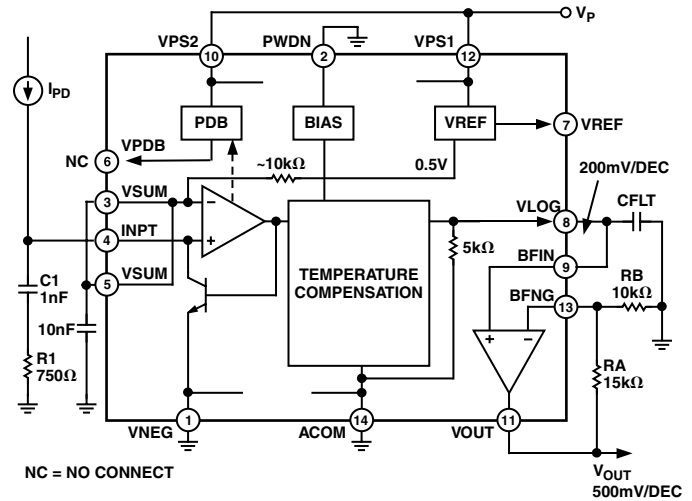 VP
VPS2
PWDN
VPS1
10
2
12
IPD
PDB
BIAS
VREF
7
VREF
VPDB
NC
6
~10kΩ
0.5V
200mV/DEC
VSUM
3
VLOG
8
CFLT
INPT
4
5kΩ
BFIN
9
VSUM
5
C1
1nF
TEMPERATURE
COMPENSATION
RB
10kΩ
BFNG
13
10nF
R1
750Ω
RA
15kΩ
1
14
11
VNEG
ACOM
VOUT
VOUT
500mV/DEC
NC = NO CONNECT